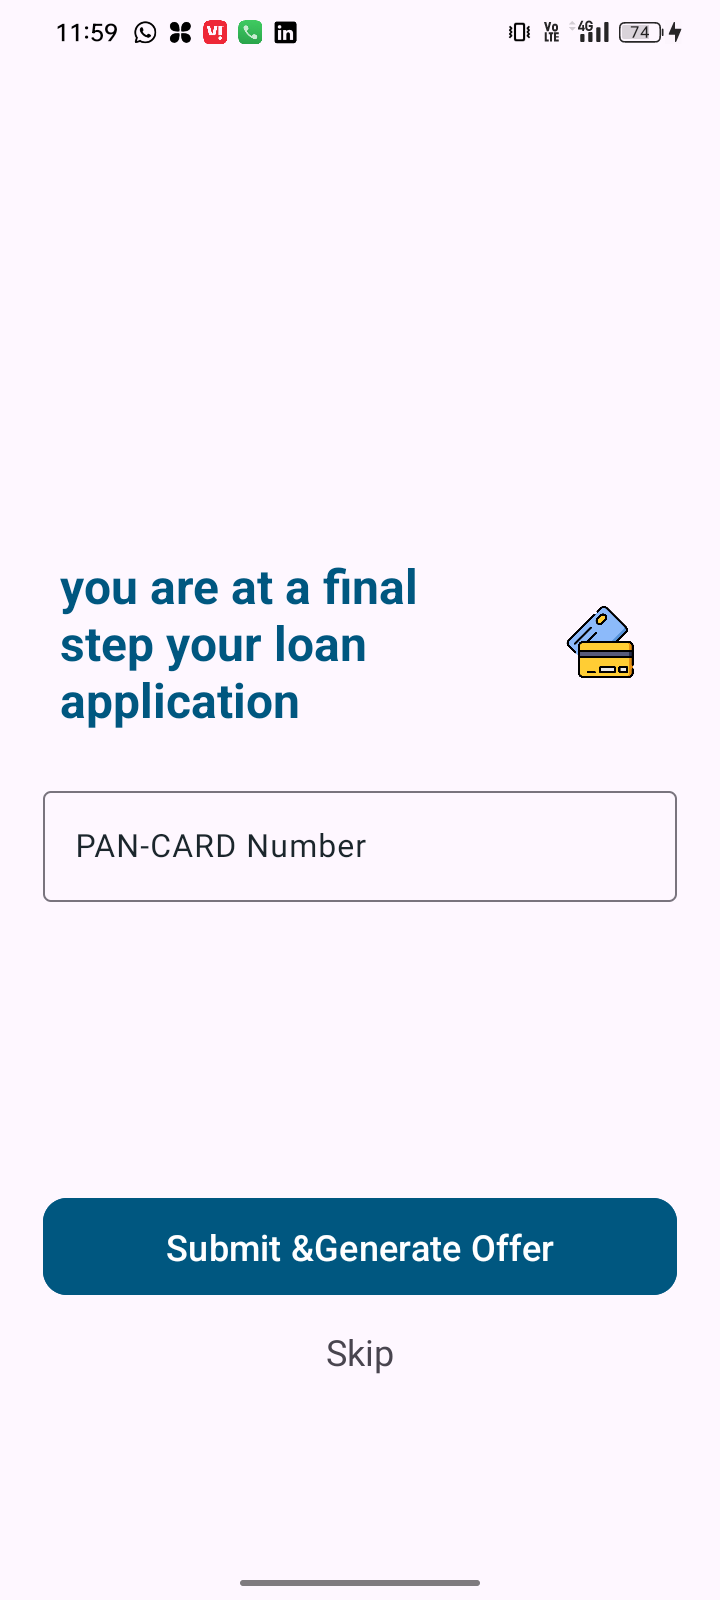 11:59
VO LTE 4G 74
you are at a final
step your loan
application
PAN-CARD Number
Submit &Generate Offer
Skip